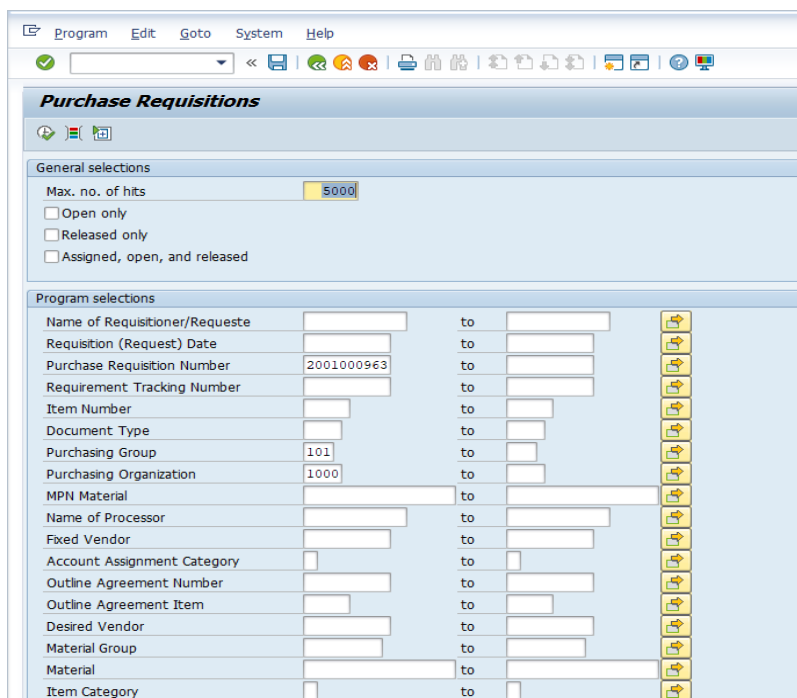 Program Edit Goto System Help
Purchase Requisitions
General selections
Max. no. of hits 5000
Open only
Released only
Assigned, open, and released
Program selections
Name of Requisitioner/Requeste to
Requisition (Request) Date to
Purchase Requisition Number 2001000963 to
Requirement Tracking Number to
Item Number to
Document Type to
Purchasing Group 101 to
Purchasing Organization 1000 to
MPN Material to
Name of Processor to
Fixed Vendor to
Account Assignment Category to
Outline Agreement Number to
Outline Agreement Item to
Desired Vendor to
Material Group to
Material to
Item Category to